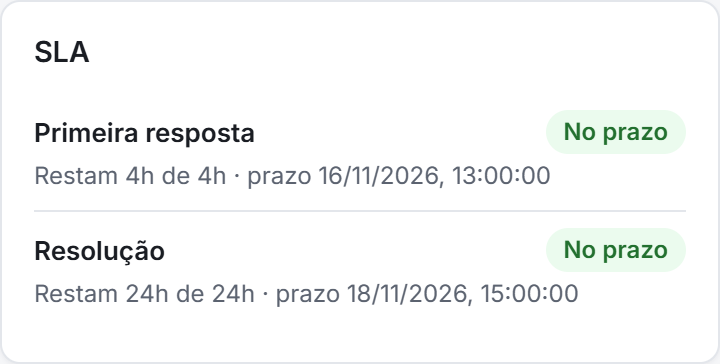 SLA
Primeira resposta
No prazo
Restam 4h de 4h · prazo 16/11/2026, 13:00:00
Resolução
No prazo
Restam 24h de 24h · prazo 18/11/2026, 15:00:00